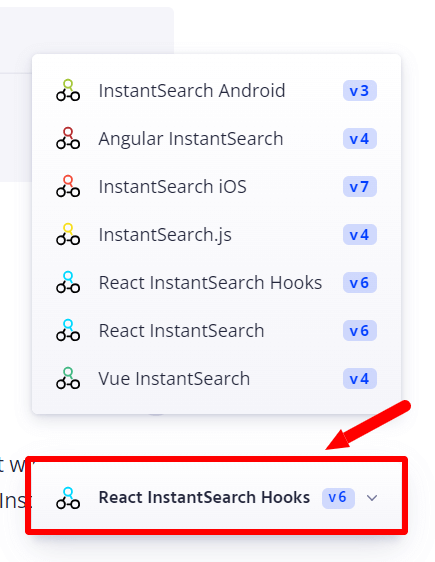 InstantSearch Android v3
Angular InstantSearch v4
InstantSearch iOS v7
InstantSearch.js v4
React InstantSearch Hooks v6
React InstantSearch v6
Vue InstantSearch v4
t w
Inst
React InstantSearch Hooks v6